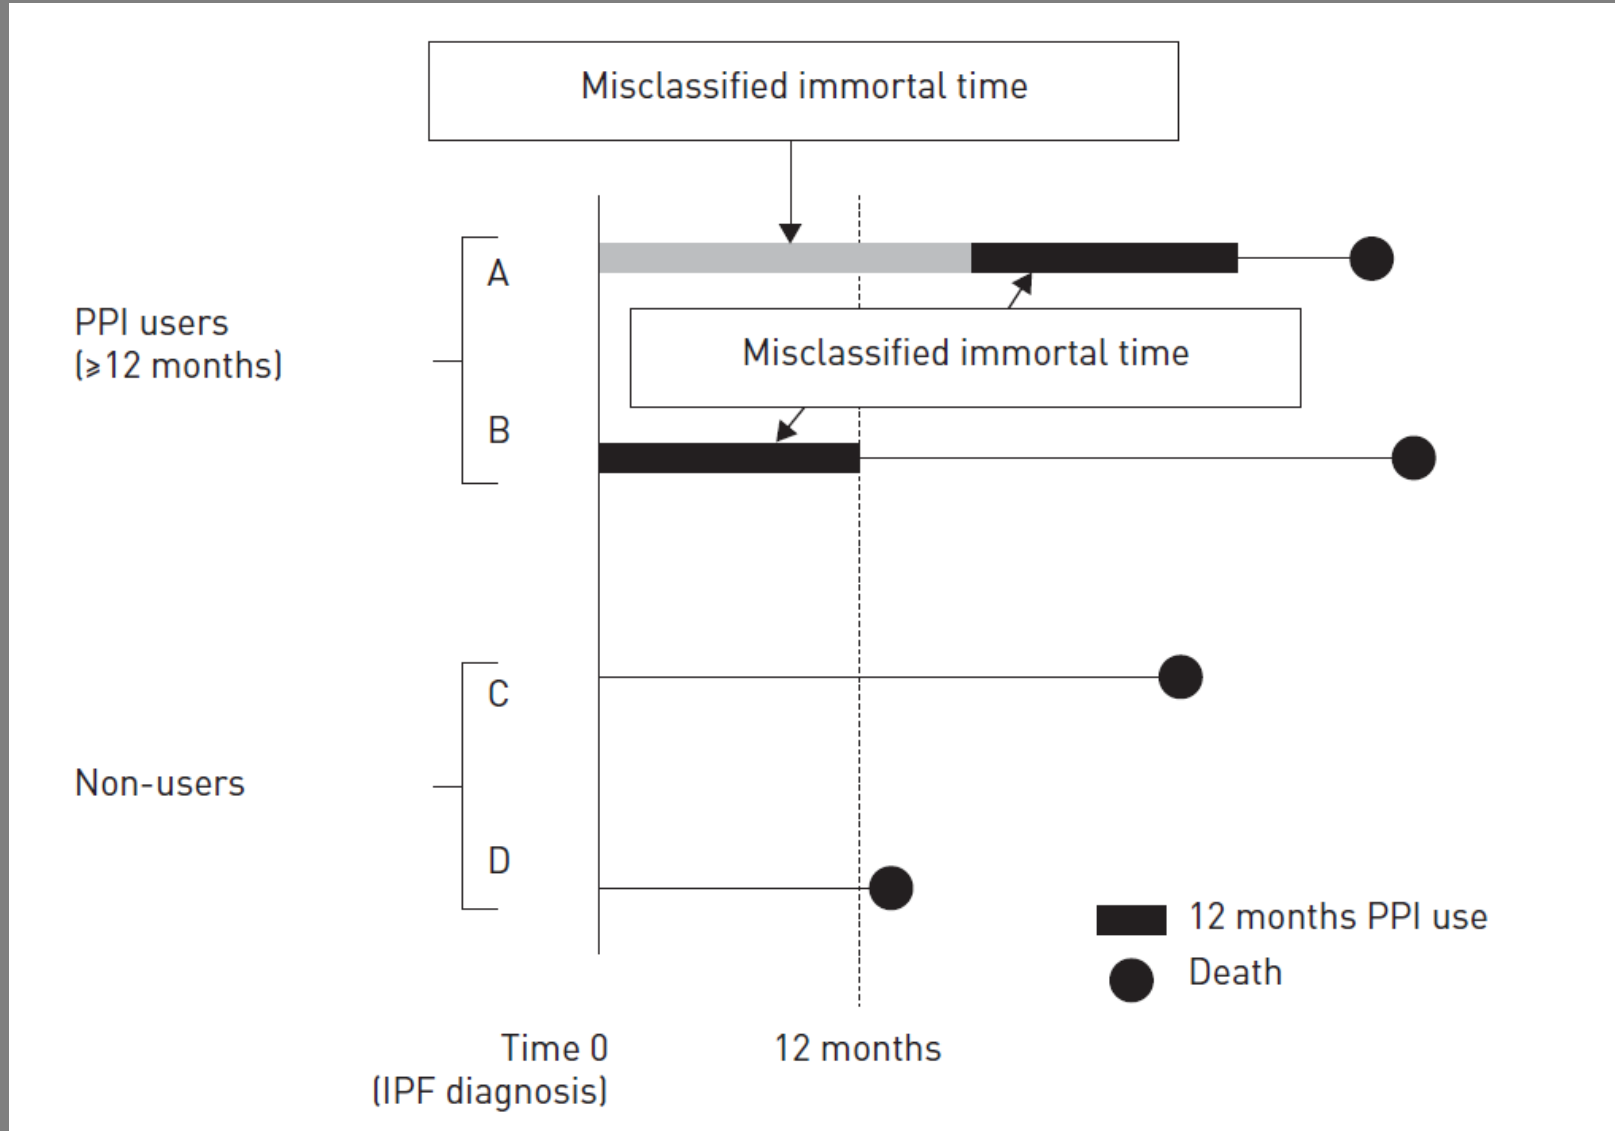 Misclassified immortal time
A
PPI users
(⩾12 months)
Misclassified immortal time
B
C
Non-users
D
12 months PPI use
Death
Time 0
(IPF diagnosis)
12 months